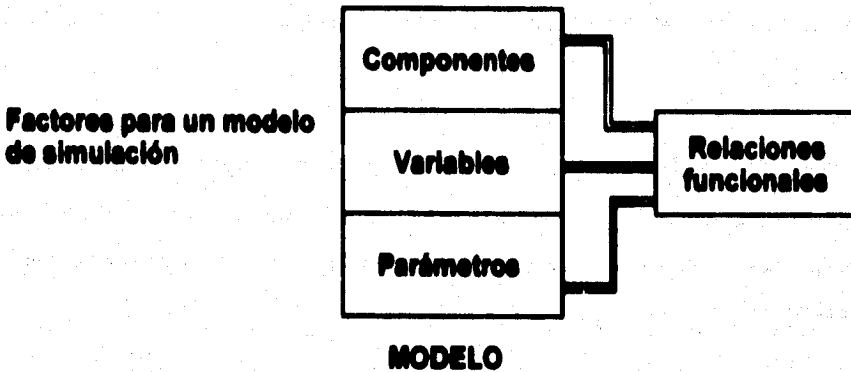 Factores para un modelo
de simulación
Componentes
Variables
Parámetros
Relaciones
funcionales
MODELO